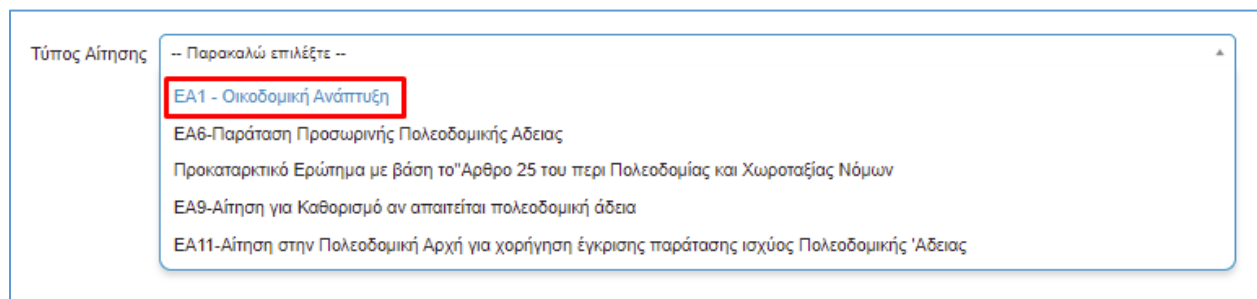 Τύπος Αίτησης
-- Παρακαλώ επιλέξτε --
ΕΑ1 - Οικοδομική Ανάπτυξη
ΕΑ6-Παράταση Προσωρινής Πολεοδομικής Αδειας
Προκαταρκτικό Ερώτημα με βάση το"Αρθρο 25 του περι Πολεοδομίας και Χωροταξίας Νόμων
ΕΑ9-Αίτηση για Καθορισμό αν απαιτείται πολεοδομική άδεια
ΕΑ11-Αίτηση στην Πολεοδομική Αρχή για χορήγηση έγκρισης παράτασης ισχύος Πολεοδομικής 'Αδειας